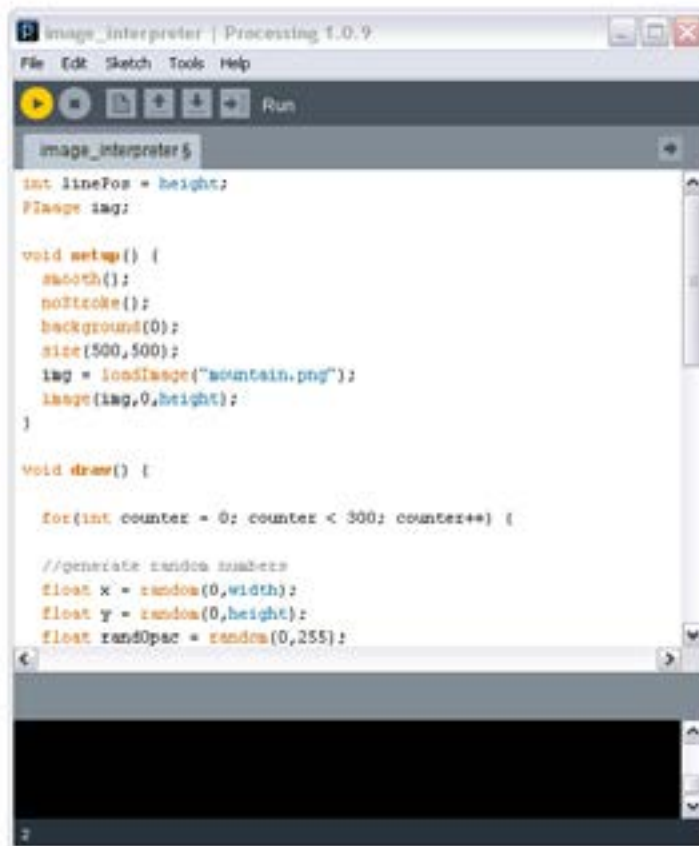 image_interpreter | Processing 1.0.9
File Edit Sketch Tools Help
Run
image_interpreter §
int linePos = height;
PImage img;
void setup() {
smooth();
noStroke();
background(0);
size(500,500);
img = loadImage("mountain.png");
image(img,0,height);
}
void draw() {
for(int counter = 0; counter < 300; counter++) {
//generate random numbers
float x = random(0,width);
float y = random(0,height);
float randOpac = random(0,255);
2